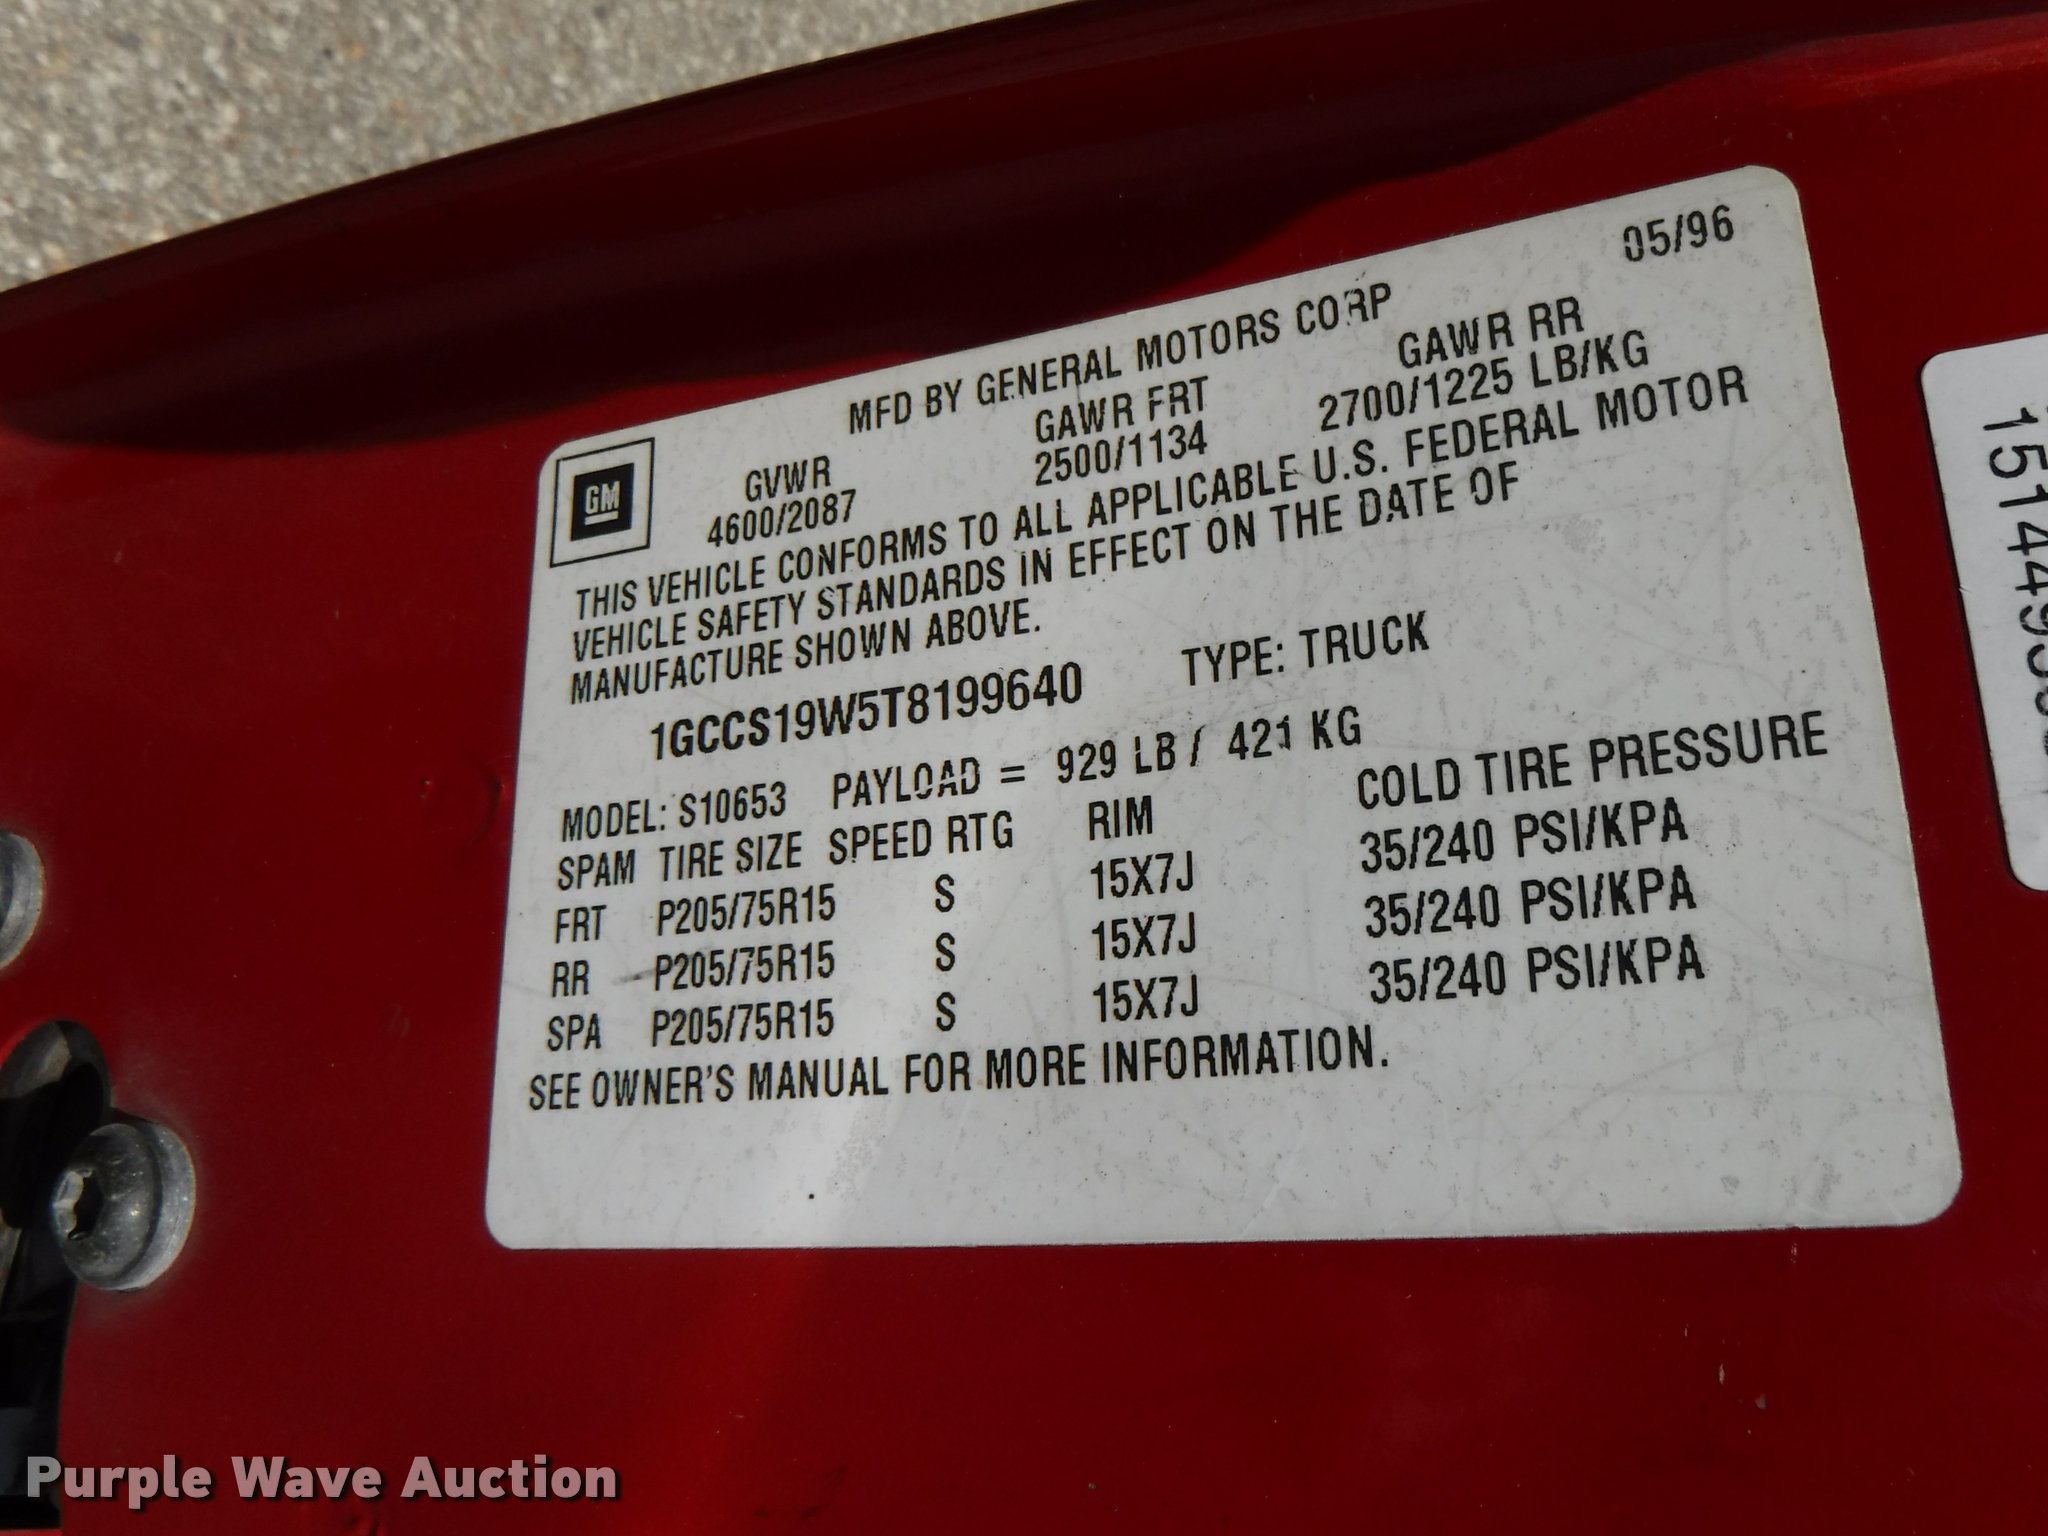 MFD BY GENERAL MOTORS CORP 05/96
GM
GVWR GAWR FRT GAWR RR
4600/2087 2500/1134 2700/1225 LB/KG
THIS VEHICLE CONFORMS TO ALL APPLICABLE U.S. FEDERAL MOTOR
VEHICLE SAFETY STANDARDS IN EFFECT ON THE DATE OF
MANUFACTURE SHOWN ABOVE.
1GCCS19W5T8199640 TYPE: TRUCK
MODEL: S10653 PAYLOAD = 929 LB / 421 KG
SPAM TIRE SIZE SPEED RTG RIM COLD TIRE PRESSURE
FRT P205/75R15 S 15X7J 35/240 PSI/KPA
RR P205/75R15 S 15X7J 35/240 PSI/KPA
SPA P205/75R15 S 15X7J 35/240 PSI/KPA
SEE OWNER'S MANUAL FOR MORE INFORMATION.
Purple Wave Auction